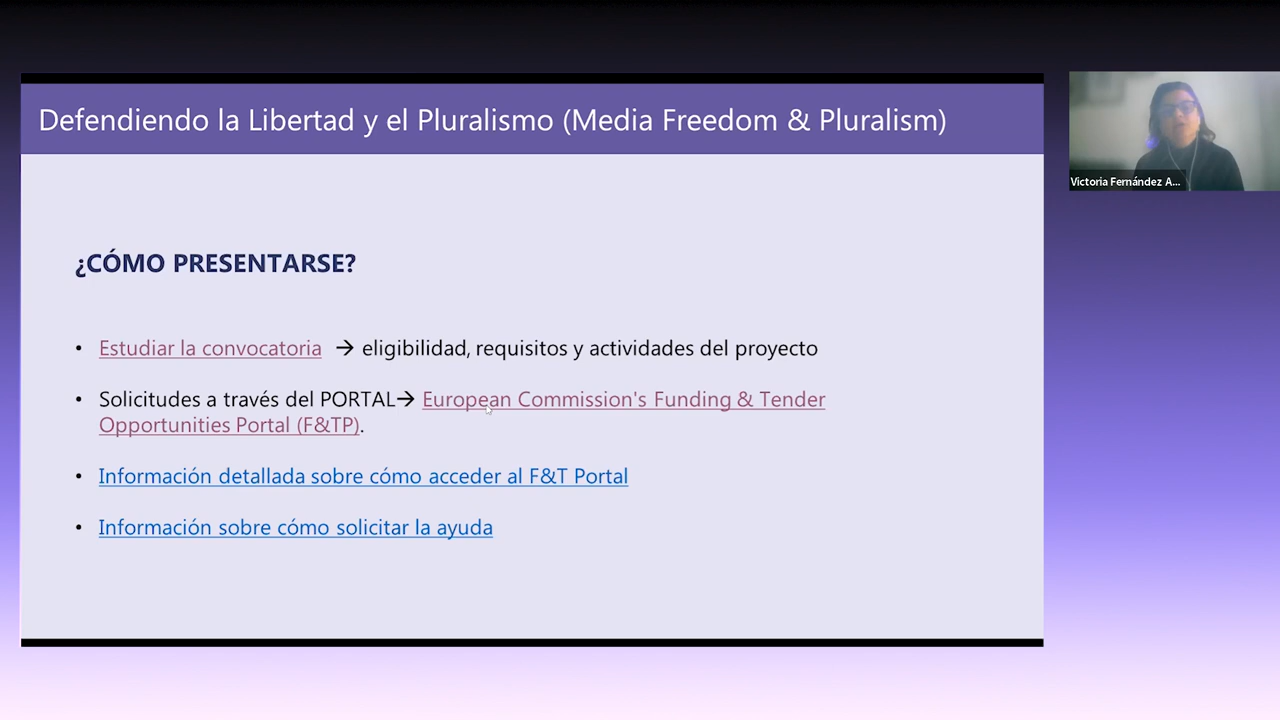 Defendiendo la Libertad y el Pluralismo (Media Freedom & Pluralism)
Victoria Fernández A...
¿CÓMO PRESENTARSE?
• Estudiar la convocatoria → eligibilidad, requisitos y actividades del proyecto
• Solicitudes a través del PORTAL→ European Commission's Funding & Tender
Opportunities Portal (F&TP).
• Información detallada sobre cómo acceder al F&T Portal
• Información sobre cómo solicitar la ayuda